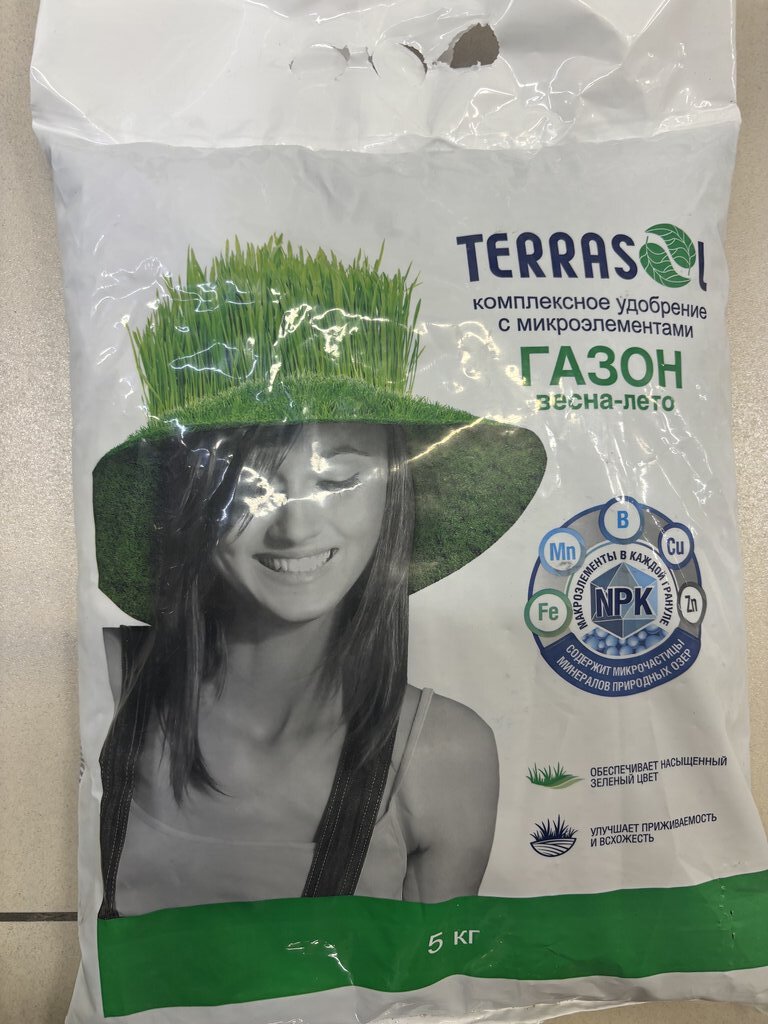 TERRASOL
комплексное удобрение
с микроэлементами
ГАЗОН
весна-лето
B
Mn
Cu
Fe
Zn
МАКРОЭЛЕМЕНТЫ В КАЖДОЙ ГРАНУЛЕ
NPK
СОДЕРЖИТ МИКРОЧАСТИЦЫ
МИНЕРАЛОВ ПРИРОДНЫХ ОЗЕР
ОБЕСПЕЧИВАЕТ НАСЫЩЕННЫЙ
ЗЕЛЕНЫЙ ЦВЕТ
УЛУЧШАЕТ ПРИЖИВАЕМОСТЬ
И ВСХОЖЕСТЬ
5 кг